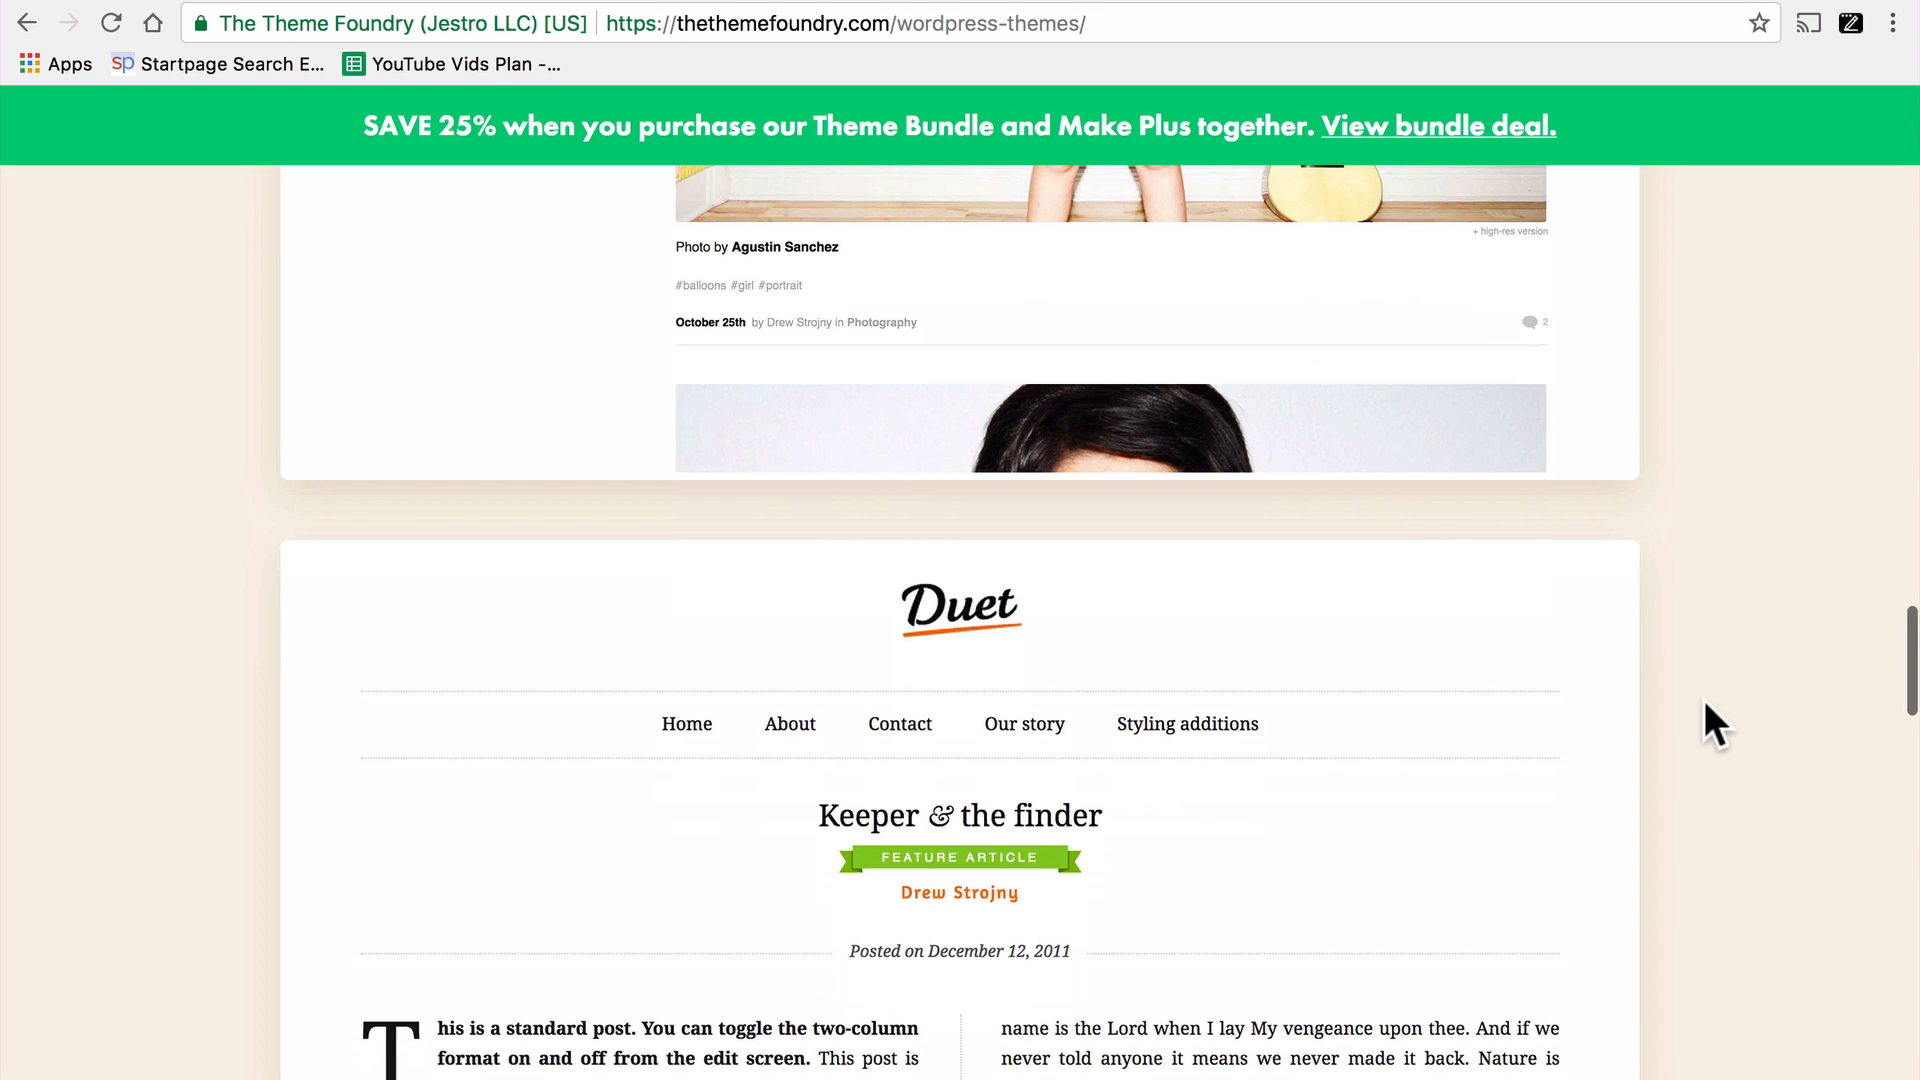 The Theme Foundry (Jestro LLC) [US] https://thethemefoundry.com/wordpress-themes/
Apps sp Startpage Search E... YouTube Vids Plan -...
SAVE 25% when you purchase our Theme Bundle and Make Plus together. View bundle deal.
+ high-res version
Photo by Agustin Sanchez
#balloons #girl #portrait
October 25th by Drew Strojny in Photography 2
Duet
Home About Contact Our story Styling additions
Keeper & the finder
FEATURE ARTICLE
Drew Strojny
Posted on December 12, 2011
This is a standard post. You can toggle the two-column
format on and off from the edit screen. This post is
name is the Lord when I lay My vengeance upon thee. And if we
never told anyone it means we never made it back. Nature is